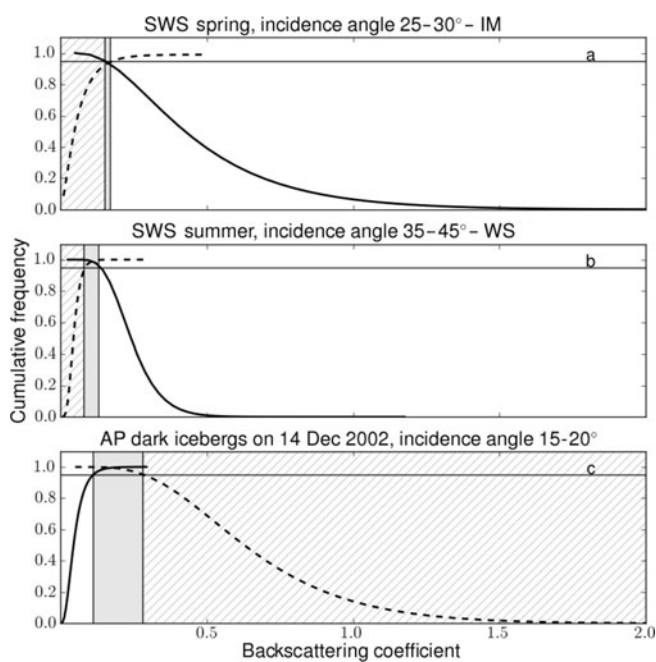 SWS spring, incidence angle 25–30° – IM
a
1.0
0.8
0.6
0.4
0.2
0.0
SWS summer, incidence angle 35–45° – WS
b
1.0
0.8
0.6
0.4
0.2
0.0
Cumulative frequency
AP dark icebergs on 14 Dec 2002, incidence angle 15-20°
c
1.0
0.8
0.6
0.4
0.2
0.0
0.5 1.0 1.5 2.0
Backscattering coefficient